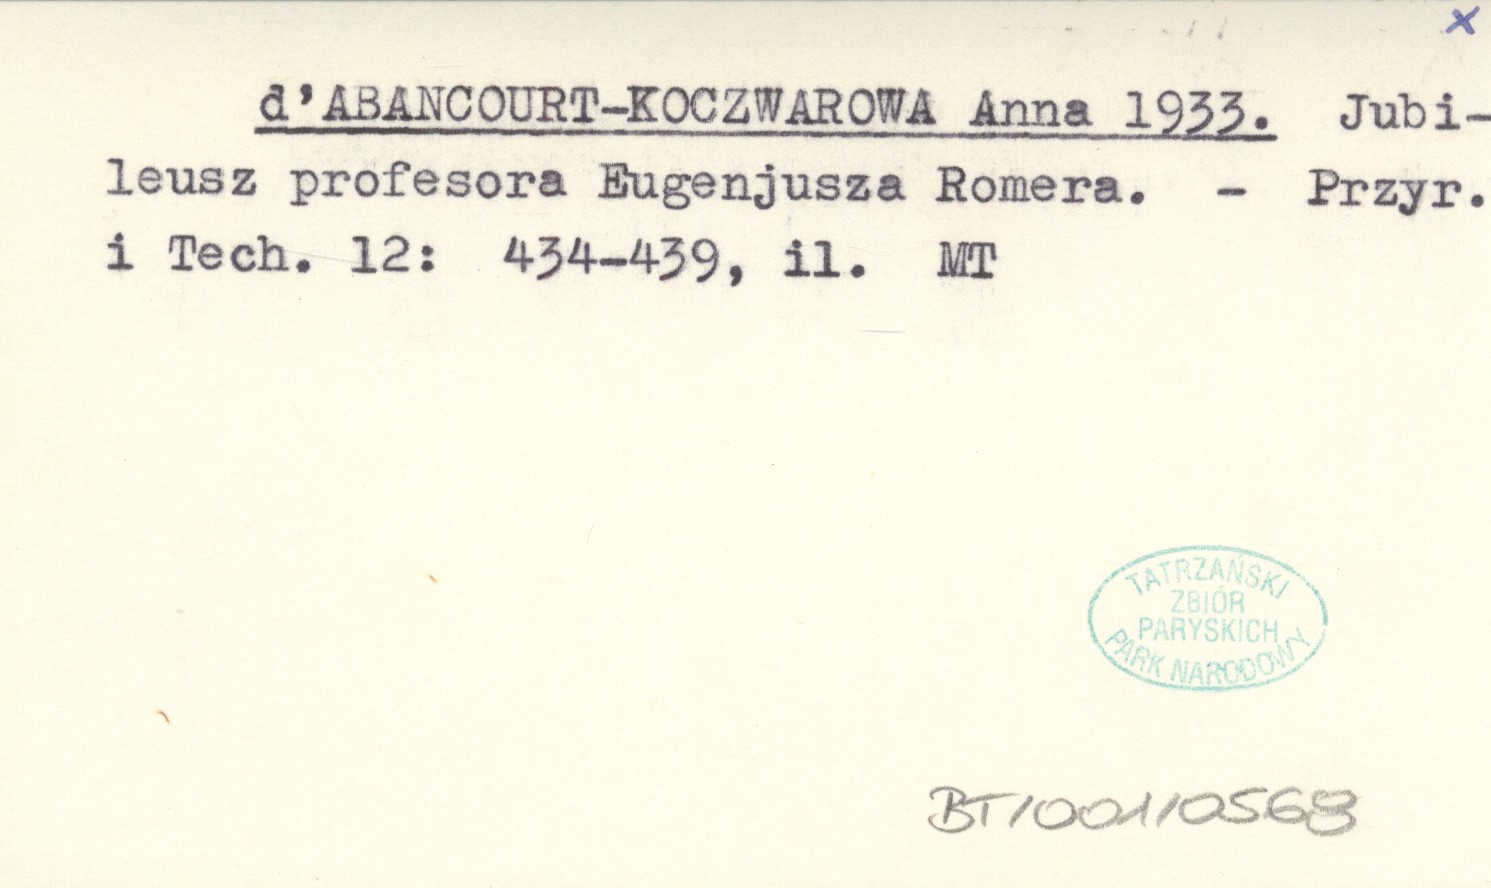 x
d'ABANCOURT-KOCZWAROWA Anna 1933. Jubi-
leusz profesora Eugenjusza Romera. - Przyr.
i Tech. 12: 434-439, il. MT
TATRZAŃSKI
ZBIÓR
PARYSKICH
PARK NARODOWY
BT/001/0568